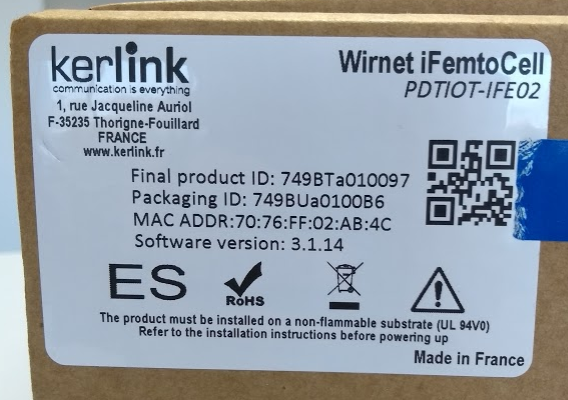 kerlink
communication is everything
1, rue Jacqueline Auriol
F-35235 Thorigne-Fouillard
FRANCE
www.kerlink.fr
Wirnet iFemtoCell
PDTIOT-IFE02
Final product ID: 749BTa010097
Packaging ID: 749BUa0100B6
MAC ADDR:70:76:FF:02:AB:4C
Software version: 3.1.14
ES
RoHS
The product must be installed on a non-flammable substrate (UL 94V0)
Refer to the installation instructions before powering up
Made in France